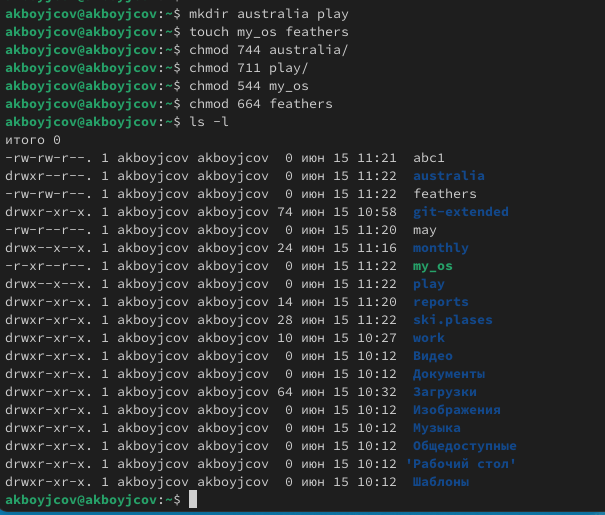 akboyjcov@akboyjcov:~$ mkdir australia play
akboyjcov@akboyjcov:~$ touch my_os feathers
akboyjcov@akboyjcov:~$ chmod 744 australia/
akboyjcov@akboyjcov:~$ chmod 711 play/
akboyjcov@akboyjcov:~$ chmod 544 my_os
akboyjcov@akboyjcov:~$ chmod 664 feathers
akboyjcov@akboyjcov:~$ ls -l
итого 0
-rw-rw-r--. 1 akboyjcov akboyjcov  0 июн 15 11:21  abc1
drwxr--r--. 1 akboyjcov akboyjcov  0 июн 15 11:22  australia
-rw-rw-r--. 1 akboyjcov akboyjcov  0 июн 15 11:22  feathers
drwxr-xr-x. 1 akboyjcov akboyjcov 74 июн 15 10:58  git-extended
-rw-r--r--. 1 akboyjcov akboyjcov  0 июн 15 11:20  may
drwx--x--x. 1 akboyjcov akboyjcov 24 июн 15 11:16  monthly
-r-xr--r--. 1 akboyjcov akboyjcov  0 июн 15 11:22  my_os
drwx--x--x. 1 akboyjcov akboyjcov  0 июн 15 11:22  play
drwxr-xr-x. 1 akboyjcov akboyjcov 14 июн 15 11:20  reports
drwxr-xr-x. 1 akboyjcov akboyjcov 28 июн 15 11:22  ski.plases
drwxr-xr-x. 1 akboyjcov akboyjcov 10 июн 15 10:27  work
drwxr-xr-x. 1 akboyjcov akboyjcov  0 июн 15 10:12  Видео
drwxr-xr-x. 1 akboyjcov akboyjcov  0 июн 15 10:12  Документы
drwxr-xr-x. 1 akboyjcov akboyjcov 64 июн 15 10:32  Загрузки
drwxr-xr-x. 1 akboyjcov akboyjcov  0 июн 15 10:12  Изображения
drwxr-xr-x. 1 akboyjcov akboyjcov  0 июн 15 10:12  Музыка
drwxr-xr-x. 1 akboyjcov akboyjcov  0 июн 15 10:12  Общедоступные
drwxr-xr-x. 1 akboyjcov akboyjcov  0 июн 15 10:12 'Рабочий стол'
drwxr-xr-x. 1 akboyjcov akboyjcov  0 июн 15 10:12  Шаблоны
akboyjcov@akboyjcov:~$